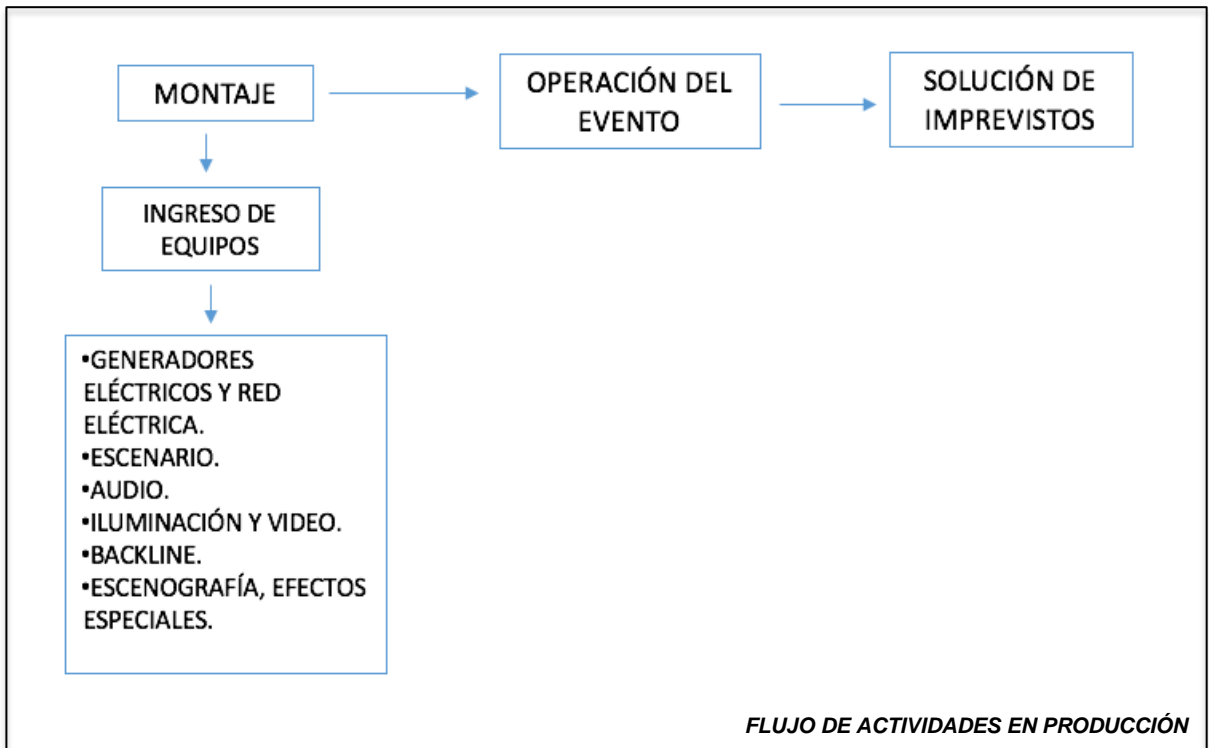 MONTAJE
OPERACIÓN DEL
EVENTO
SOLUCIÓN DE
IMPREVISTOS
INGRESO DE
EQUIPOS
•GENERADORES
ELÉCTRICOS Y RED
ELÉCTRICA.
•ESCENARIO.
•AUDIO.
•ILUMINACIÓN Y VIDEO.
•BACKLINE.
•ESCENOGRAFÍA, EFECTOS
ESPECIALES.
FLUJO DE ACTIVIDADES EN PRODUCCIÓN